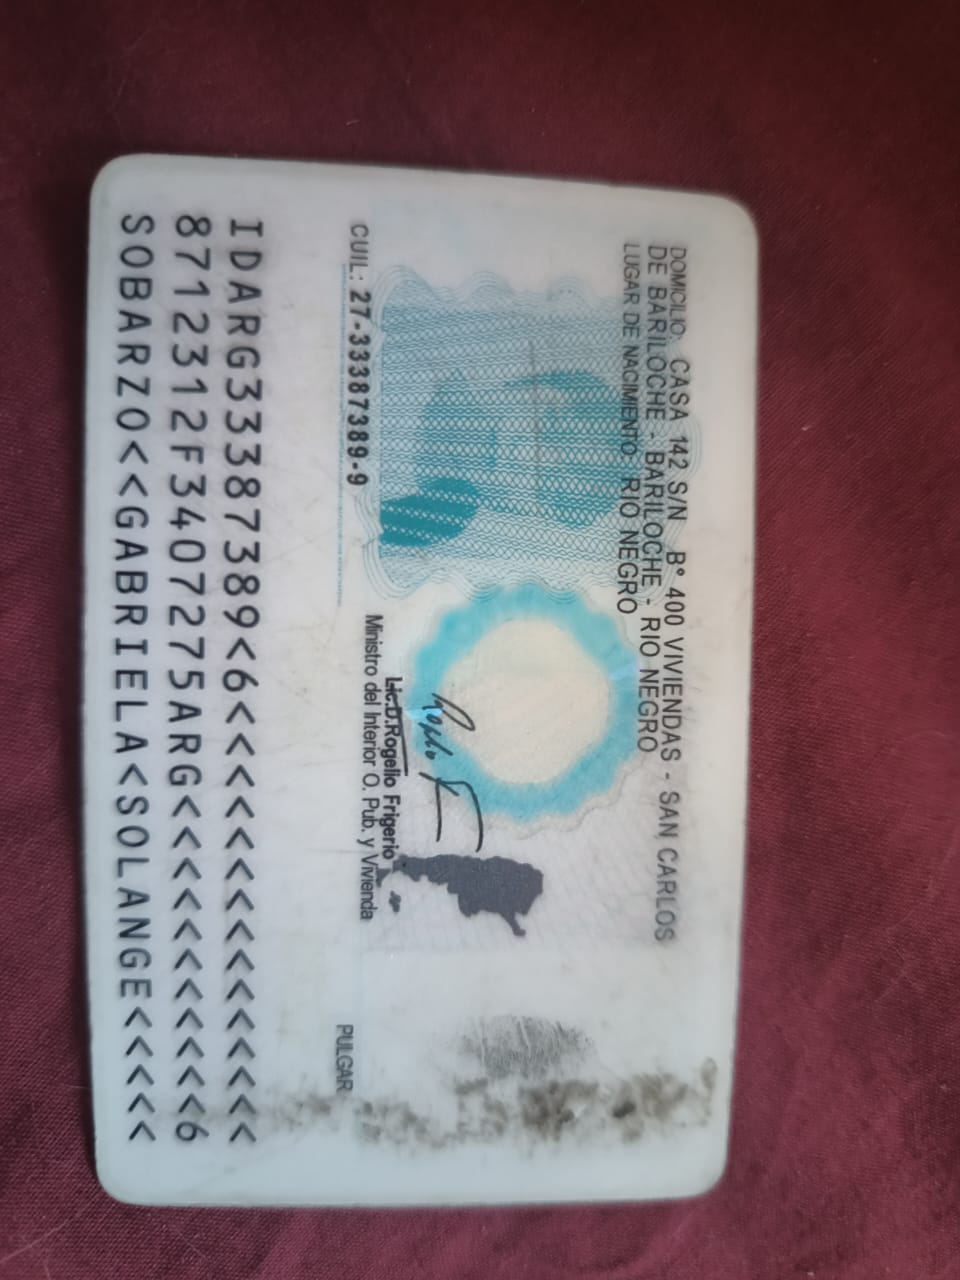 DOMICILIO: CASA 142 S/N B° 400 VIVIENDAS - SAN CARLOS
DE BARILOCHE - BARILOCHE - RIO NEGRO
LUGAR DE NACIMIENTO: RIO NEGRO
Lic.D.Rogelio Frigerio
Ministro del Interior O. Pub. y Vivienda
CUIL: 27-33387389-9
PULGAR
IDARG33387389<6<<<<<<<<<<<<<<<
8712312F3407275ARG<<<<<<<<<<<6
SOBARZO<<GABRIELA<SOLANGE<<<<<